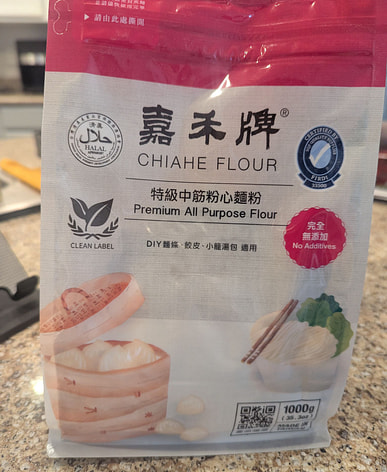 請由此處撕開
嘉禾牌®
CHIAHE FLOUR
HALAL
CERTIFIED BY
FIRDI
特級中筋粉心麵粉
Premium All Purpose Flour
CLEAN LABEL
完全
無添加
No Additives
DIY麵條、餃皮、小籠湯包 適用
1000g